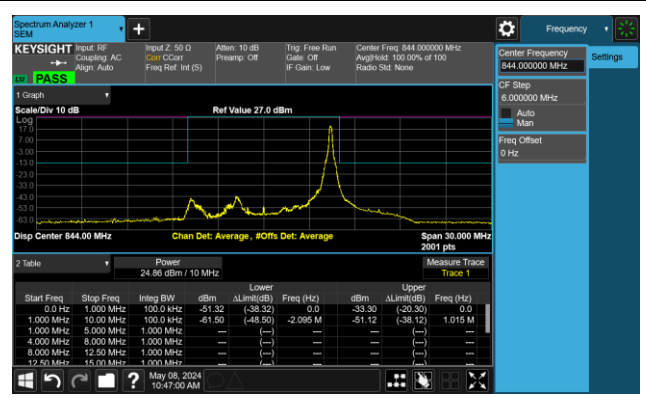 Spectrum Analyzer 1
SEM
Frequency
KEYSIGHT
Input: RF
Coupling: AC
Align: Auto
Input Z: 50 Ω
Corr CCorr
Freq Ref: Int (S)
Atten: 10 dB
Preamp: Off
Trig: Free Run
Gate: Off
IF Gain: Low
Center Freq: 844.000000 MHz
Avg|Hold: 100.00% of 100
Radio Std: None
LV PASS
Center Frequency
844.000000 MHz
Settings
CF Step
6.000000 MHz
Auto
Man
Freq Offset
0 Hz
1 Graph
Scale/Div 10 dB
Ref Value 27.0 dBm
Log
17.0
7.00
-3.00
-13.0
-23.0
-33.0
-43.0
-53.0
-63.0
Disp Center 844.00 MHz
Chan Det: Average, #Offs Det: Average
Span 30.000 MHz
2001 pts
2 Table
Power
24.86 dBm / 10 MHz
Measure Trace
Trace 1
Lower Upper
Start Freq Stop Freq Integ BW dBm ΔLimit(dB) Freq (Hz) dBm ΔLimit(dB) Freq (Hz)
0.0 Hz 1.000 MHz 100.0 kHz -51.32 (-38.32) 0.0 -33.30 (-20.30) 0.0
1.000 MHz 10.00 MHz 100.0 kHz -61.50 (-48.50) -2.095 M -51.12 (-38.12) 1.015 M
1.000 MHz 5.000 MHz 1.000 MHz --- (---) --- (---)
4.000 MHz 8.000 MHz 1.000 MHz --- (---) --- (---)
8.000 MHz 12.50 MHz 1.000 MHz --- (---) --- (---)
12.50 MHz 15.00 MHz 1.000 MHz --- (---) --- (---)
?
May 08, 2024
10:47:00 AM